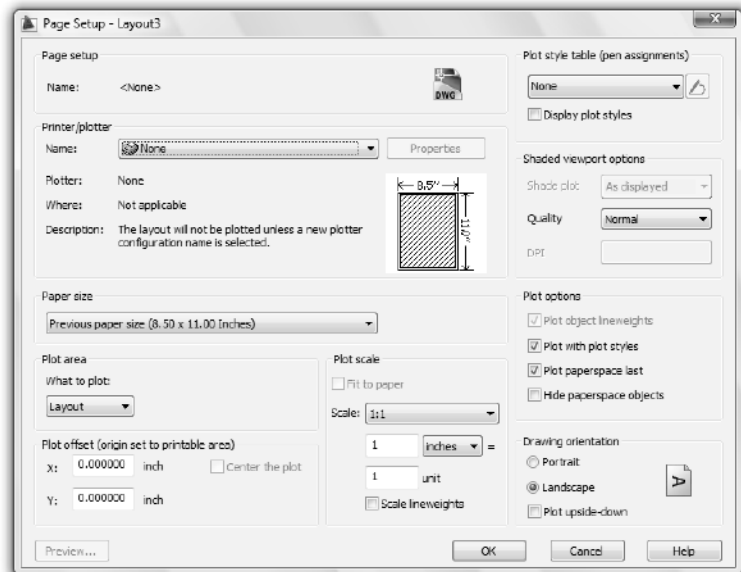 Page Setup - Layout3
Page setup
Name: <None>
DWG
Printer/plotter
Name: None
Properties
Plotter: None
Where: Not applicable
Description: The layout will not be plotted unless a new plotter
configuration name is selected.
8.5''
11.0''
Paper size
Previous paper size (8.50 x 11.00 Inches)
Plot area
What to plot:
Layout
Plot offset (origin set to printable area)
X: 0.000000 inch
Center the plot
Y: 0.000000 inch
Plot scale
Fit to paper
Scale: 1:1
1 inches =
1 unit
Scale lineweights
Plot style table (pen assignments)
None
Display plot styles
Shaded viewport options
Shade plot As displayed
Quality Normal
DPI
Plot options
Plot object lineweights
Plot with plot styles
Plot paperspace last
Hide paperspace objects
Drawing orientation
Portrait
Landscape
A
Plot upside-down
Preview...
OK
Cancel
Help